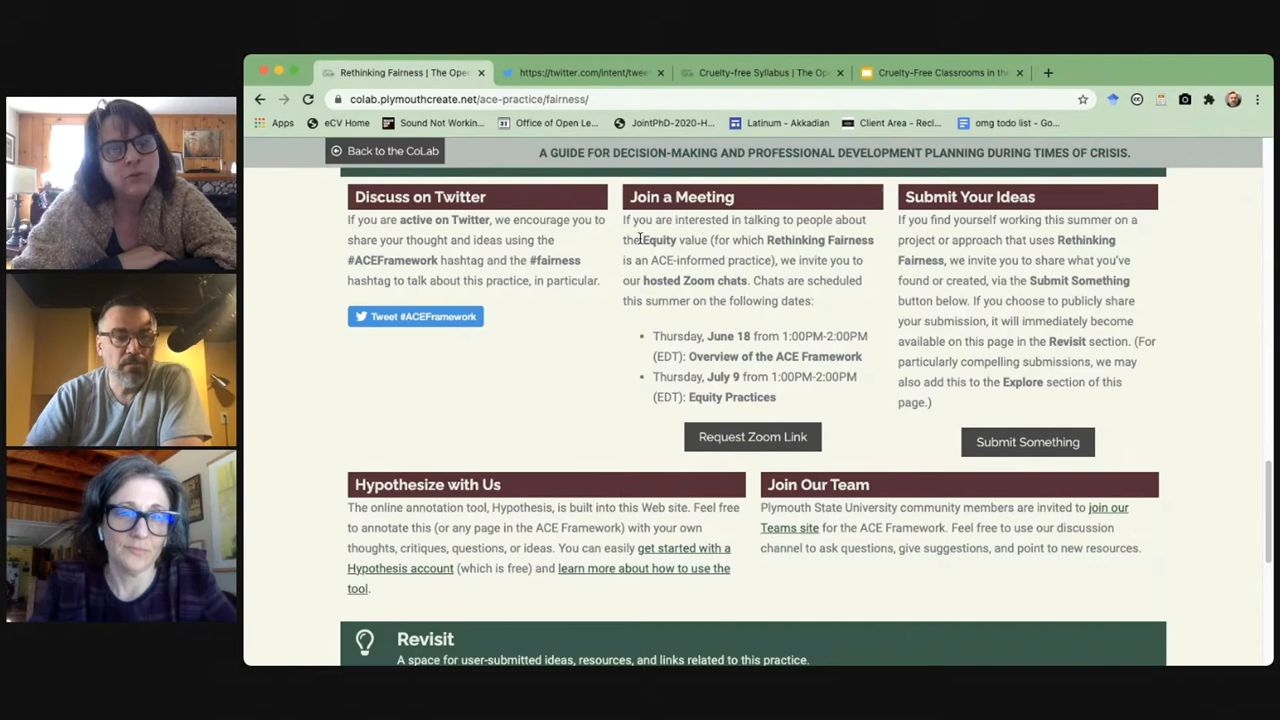 Rethinking Fairness | The Open
https://twitter.com/intent/twee
Cruelty-free Syllabus | The Op
Cruelty-Free Classrooms in the
colab.plymouthcreate.net/ace-practice/fairness/
Apps
eCV Home
Sound Not Workin...
Office of Open Le...
JointPhD-2020-H...
Latinum - Akkadian
Client Area - Reci...
omg todo list - Go...
Back to the CoLab
A GUIDE FOR DECISION-MAKING AND PROFESSIONAL DEVELOPMENT PLANNING DURING TIMES OF CRISIS.
Discuss on Twitter
If you are active on Twitter, we encourage you to
share your thought and ideas using the
#ACEFramework hashtag and the #fairness
hashtag to talk about this practice, in particular.
Tweet #ACEFramework
Join a Meeting
If you are interested in talking to people about
the Equity value (for which Rethinking Fairness
is an ACE-informed practice), we invite you to
our hosted Zoom chats. Chats are scheduled
this summer on the following dates:
• Thursday, June 18 from 1:00PM-2:00PM
(EDT): Overview of the ACE Framework
• Thursday, July 9 from 1:00PM-2:00PM
(EDT): Equity Practices
Request Zoom Link
Submit Your Ideas
If you find yourself working this summer on a
project or approach that uses Rethinking
Fairness, we invite you to share what you've
found or created, via the Submit Something
button below. If you choose to publicly share
your submission, it will immediately become
available on this page in the Revisit section. (For
particularly compelling submissions, we may
also add this to the Explore section of this
page.)
Submit Something
Hypothesize with Us
The online annotation tool, Hypothesis, is built into this Web site. Feel free
to annotate this (or any page in the ACE Framework) with your own
thoughts, critiques, questions, or ideas. You can easily get started with a
Hypothesis account (which is free) and learn more about how to use the
tool.
Join Our Team
Plymouth State University community members are invited to join our
Teams site for the ACE Framework. Feel free to use our discussion
channel to ask questions, give suggestions, and point to new resources.
Revisit
A space for user-submitted ideas, resources, and links related to this practice.